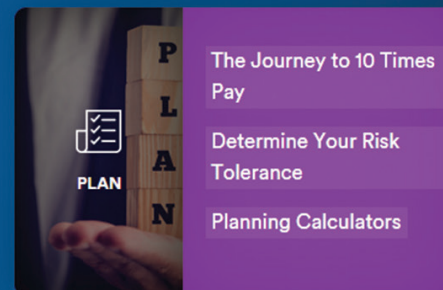 P
L
A
N
PLAN
The Journey to 10 Times
Pay
Determine Your Risk
Tolerance
Planning Calculators